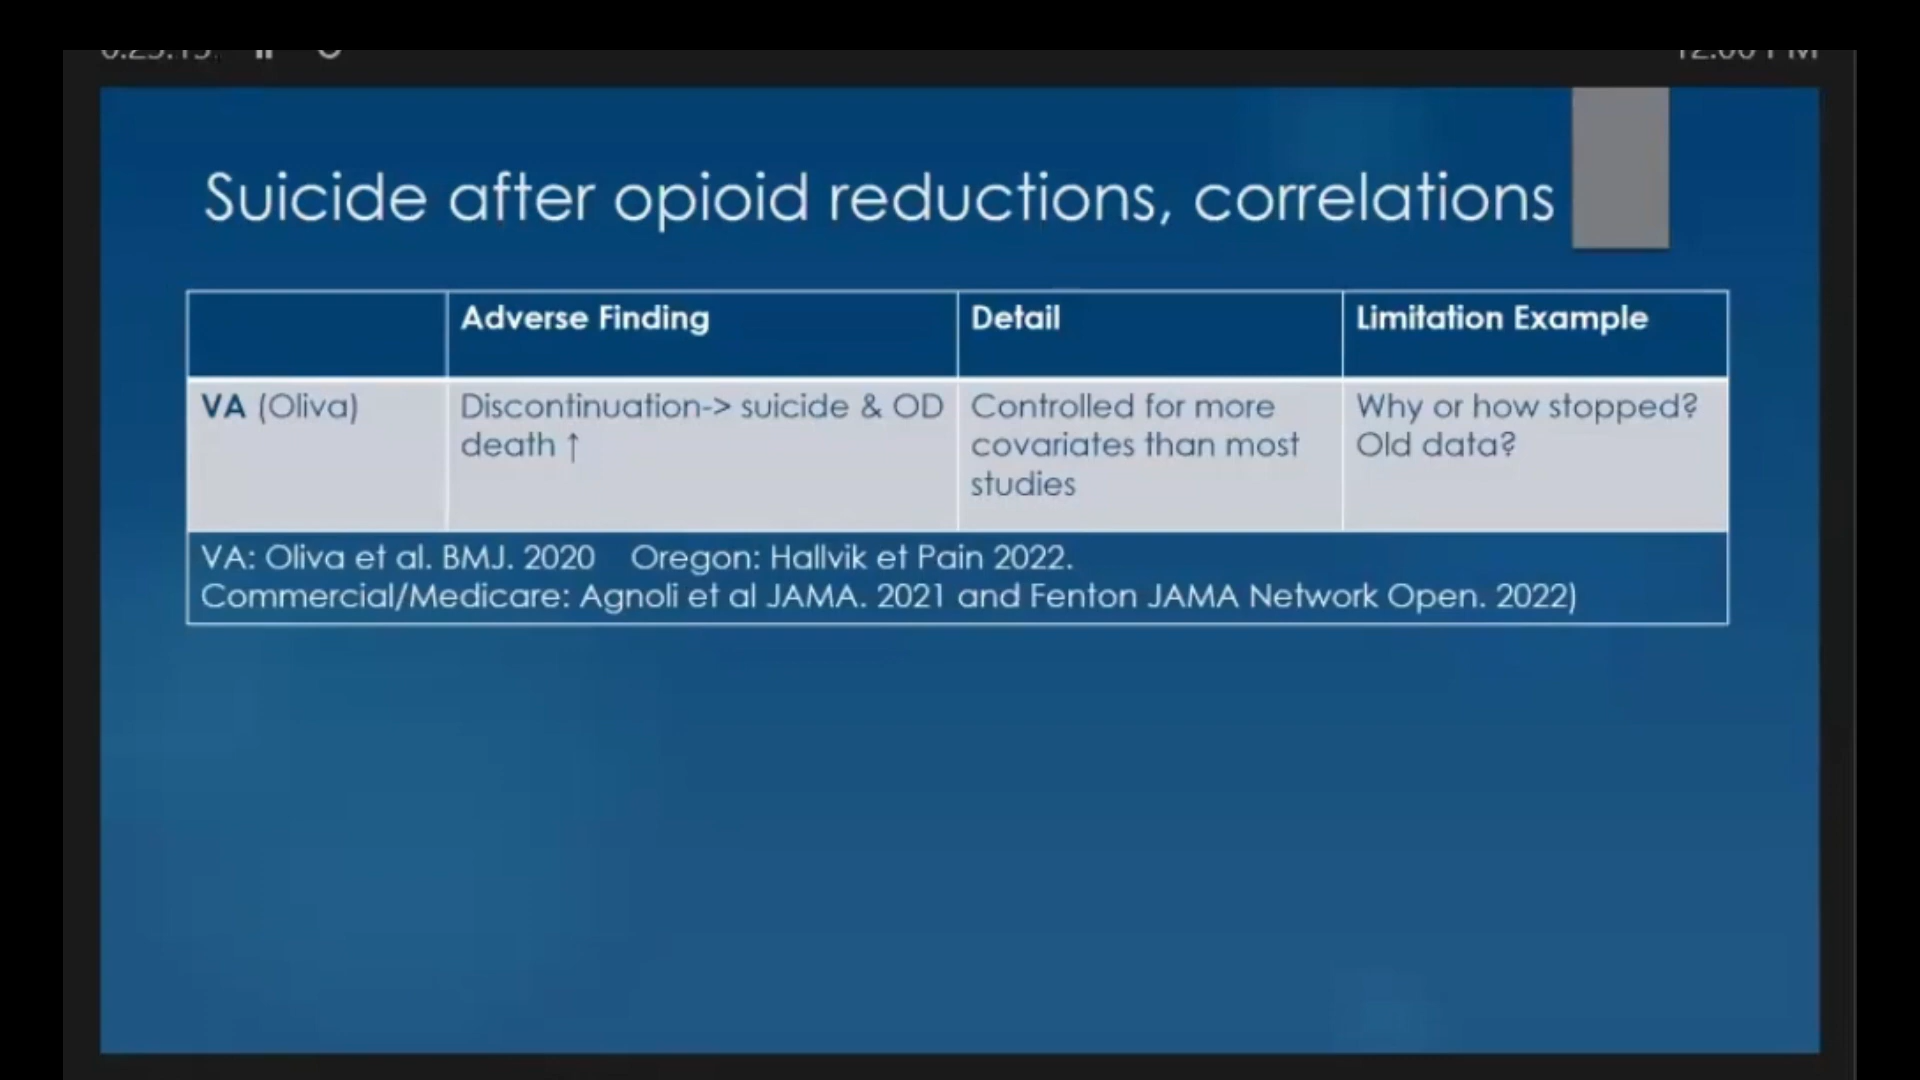 Suicide after opioid reductions, correlations
Adverse Finding
Detail
Limitation Example
VA (Oliva)
Discontinuation-> suicide & OD
death ↑
Controlled for more
covariates than most
studies
Why or how stopped?
Old data?
VA: Oliva et al. BMJ. 2020    Oregon: Hallvik et Pain 2022.
Commercial/Medicare: Agnoli et al JAMA. 2021 and Fenton JAMA Network Open. 2022)